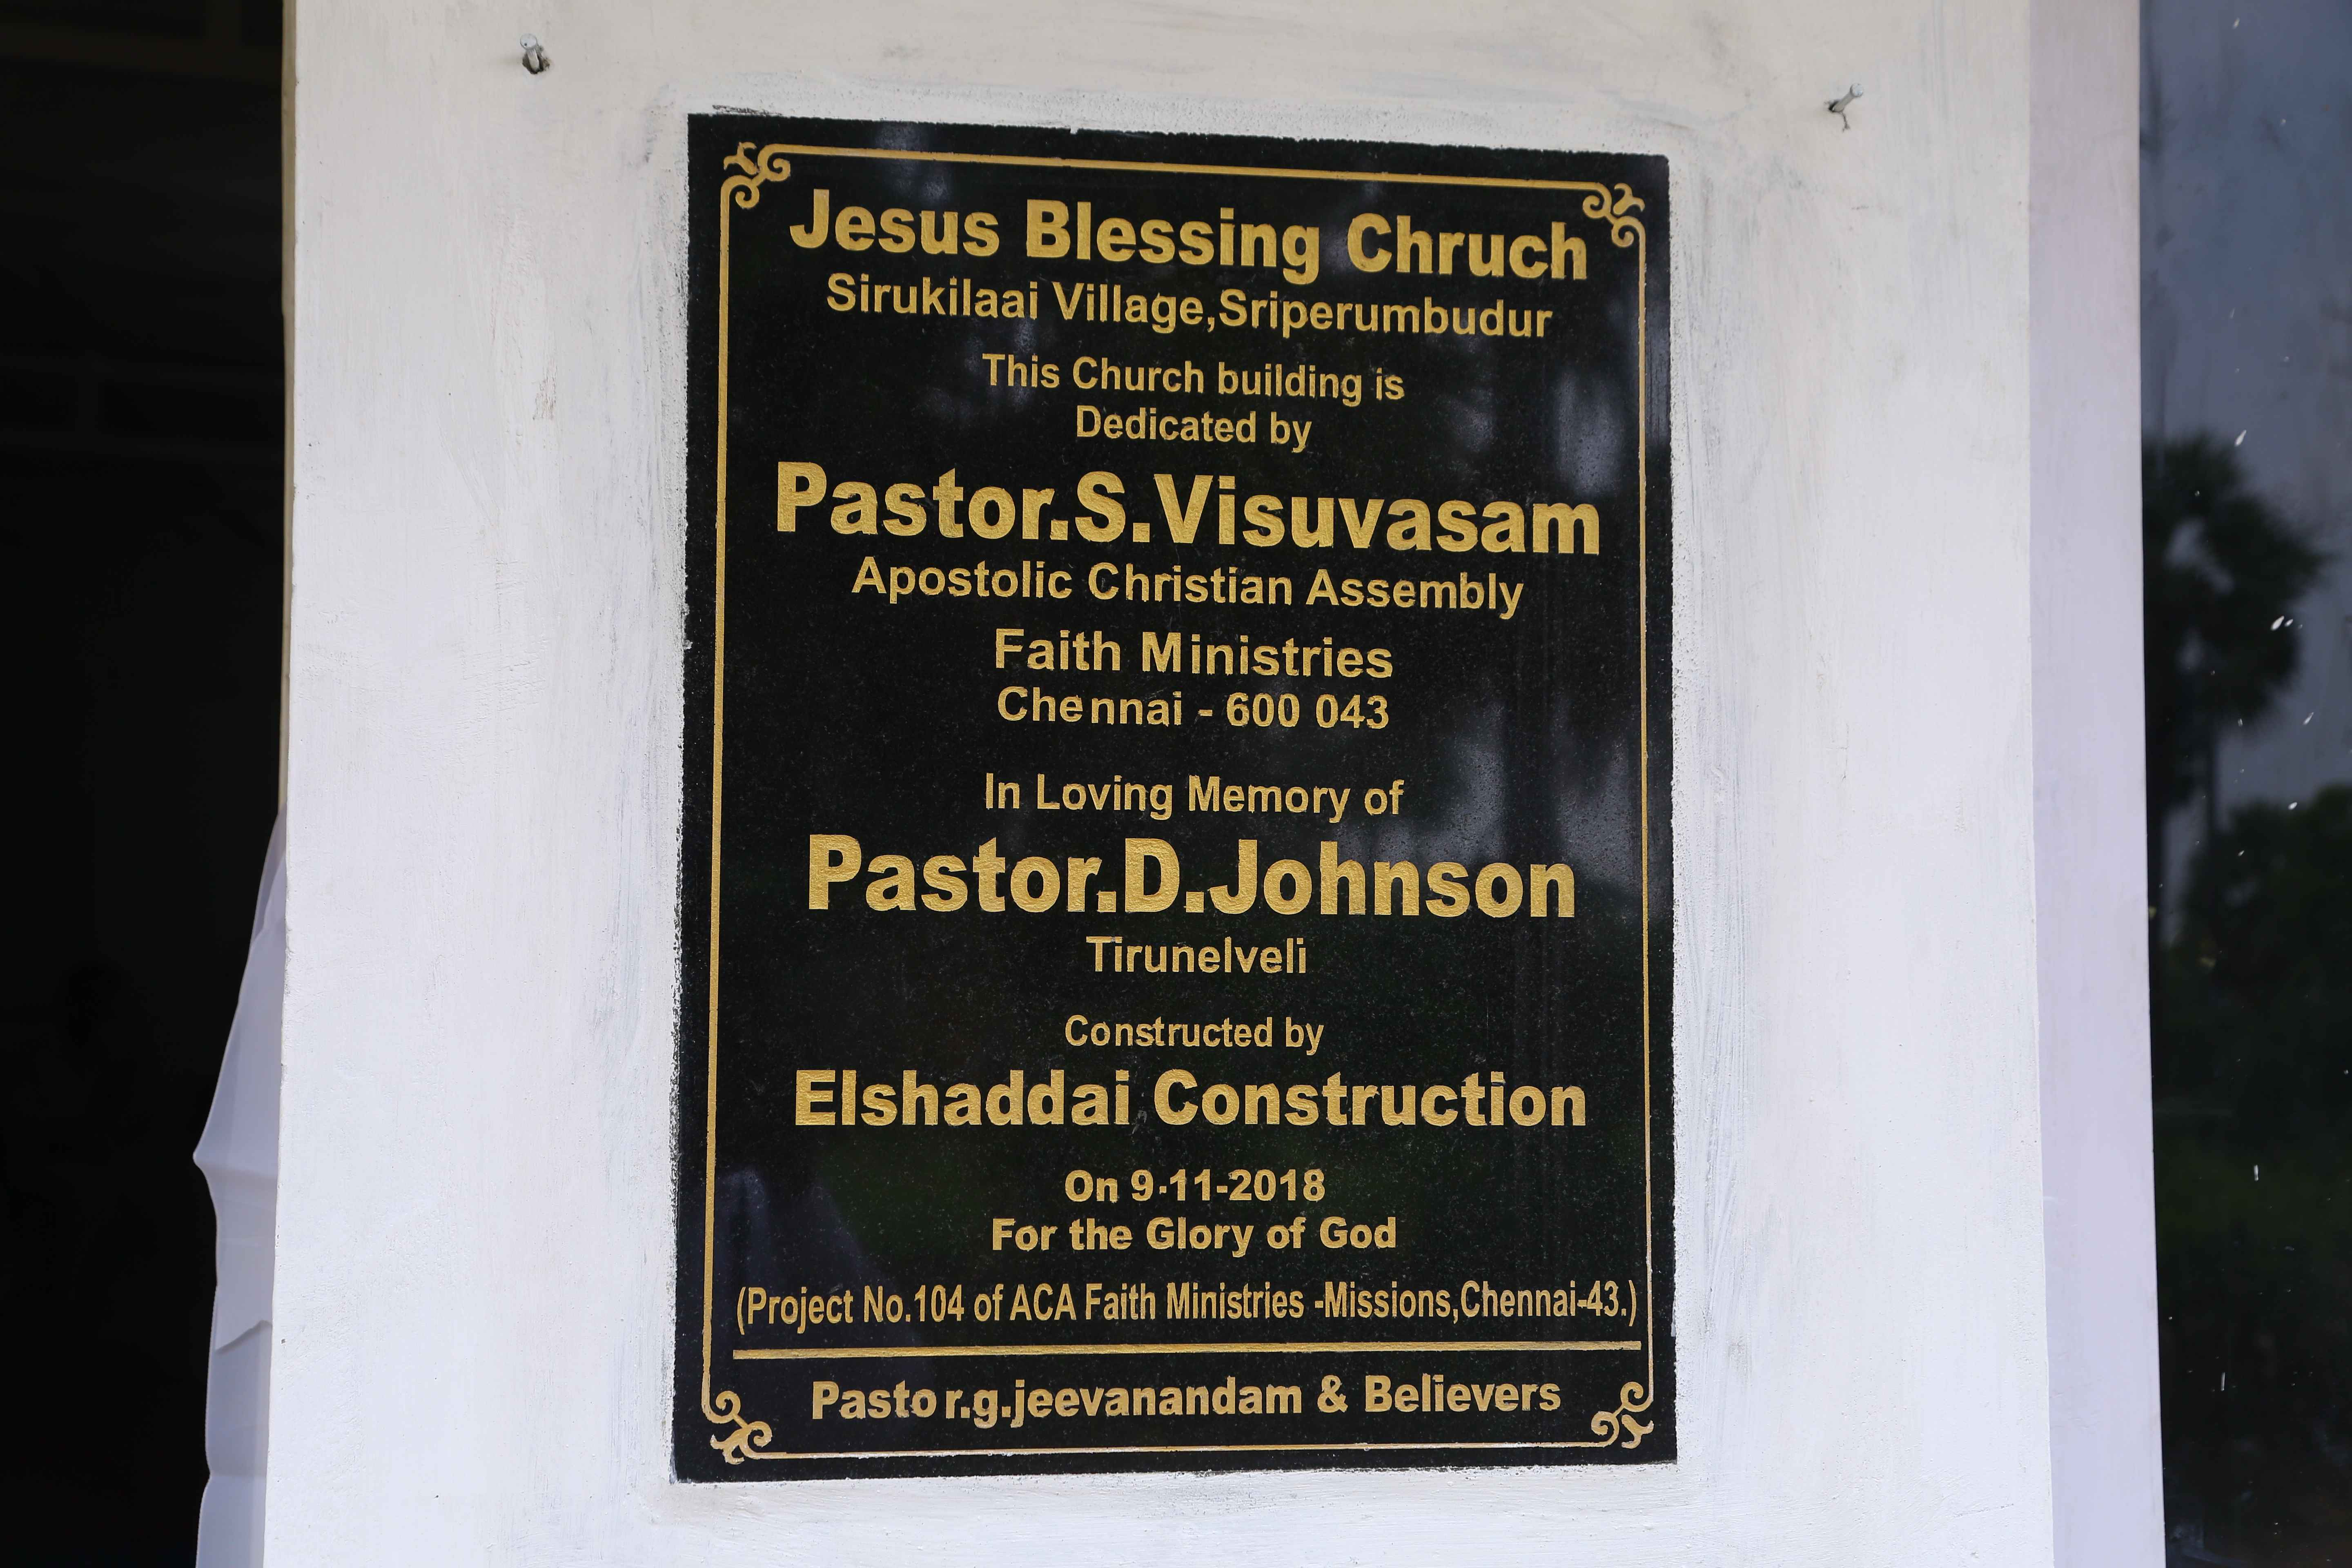 Jesus Blessing Chruch
Sirukilaai Village,Sriperumbudur
This Church building is
Dedicated by
Pastor.S.Visuvasam
Apostolic Christian Assembly
Faith Ministries
Chennai - 600 043
In Loving Memory of
Pastor.D.Johnson
Tirunelveli
Constructed by
Elshaddai Construction
On 9-11-2018
For the Glory of God
(Project No.104 of ACA Faith Ministries -Missions,Chennai-43.)
Pastor.g.jeevanandam & Believers